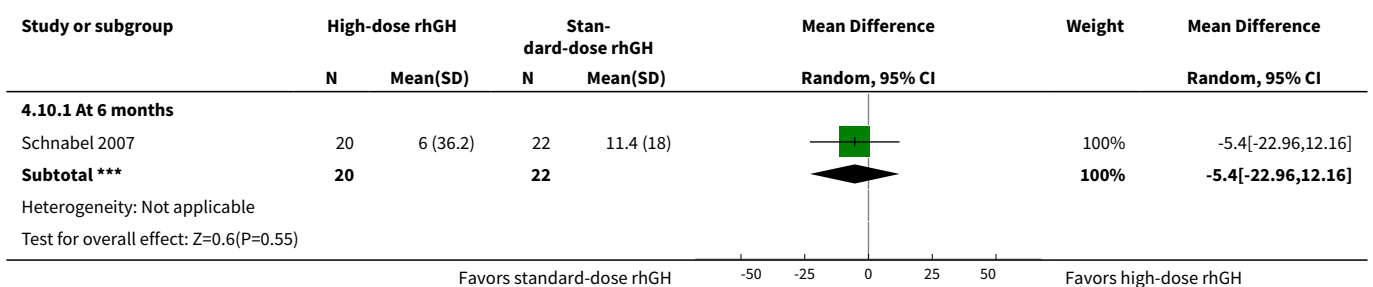 Study or subgroup High-dose rhGH Stan- Mean Difference Weight Mean Difference
dard-dose rhGH
N Mean(SD) N Mean(SD) Random, 95% CI Random, 95% CI
4.10.1 At 6 months
Schnabel 2007 20 6 (36.2) 22 11.4 (18) 100% -5.4[-22.96,12.16]
Subtotal *** 20 22 100% -5.4[-22.96,12.16]
Heterogeneity: Not applicable
Test for overall effect: Z=0.6(P=0.55)
Favors standard-dose rhGH -50 -25 0 25 50 Favors high-dose rhGH